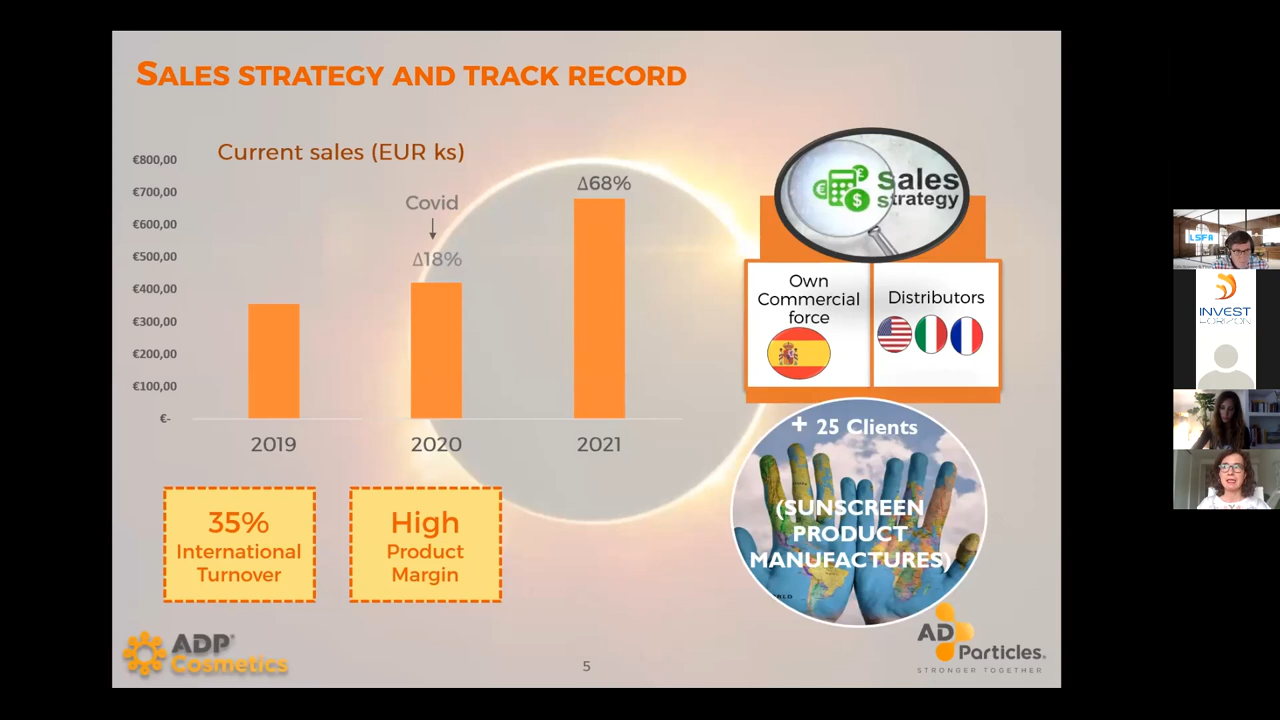 SALES STRATEGY AND TRACK RECORD
Current sales (EUR ks)
€800,00
€700,00
€600,00
€500,00
€400,00
€300,00
€200,00
€100,00
€-
Covid
Δ18%
Δ68%
2019
2020
2021
35%
International
Turnover
High
Product
Margin
sales
strategy
Own
Commercial
force
Distributors
+ 25 Clients
(SUNSCREEN
PRODUCT
MANUFACTURES)
ADP
Cosmetics
5
AD
Particles
STRONGER TOGETHER
LSFA
INVEST
HORIZON